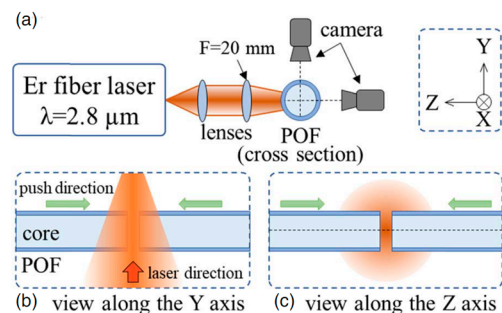 (a)
camera
F=20 mm
Er fiber laser
λ=2.8 μm
lenses
POF
(cross section)
Y
Z
X
push direction
core
POF
laser direction
(b) view along the Y axis
(c) view along the Z axis